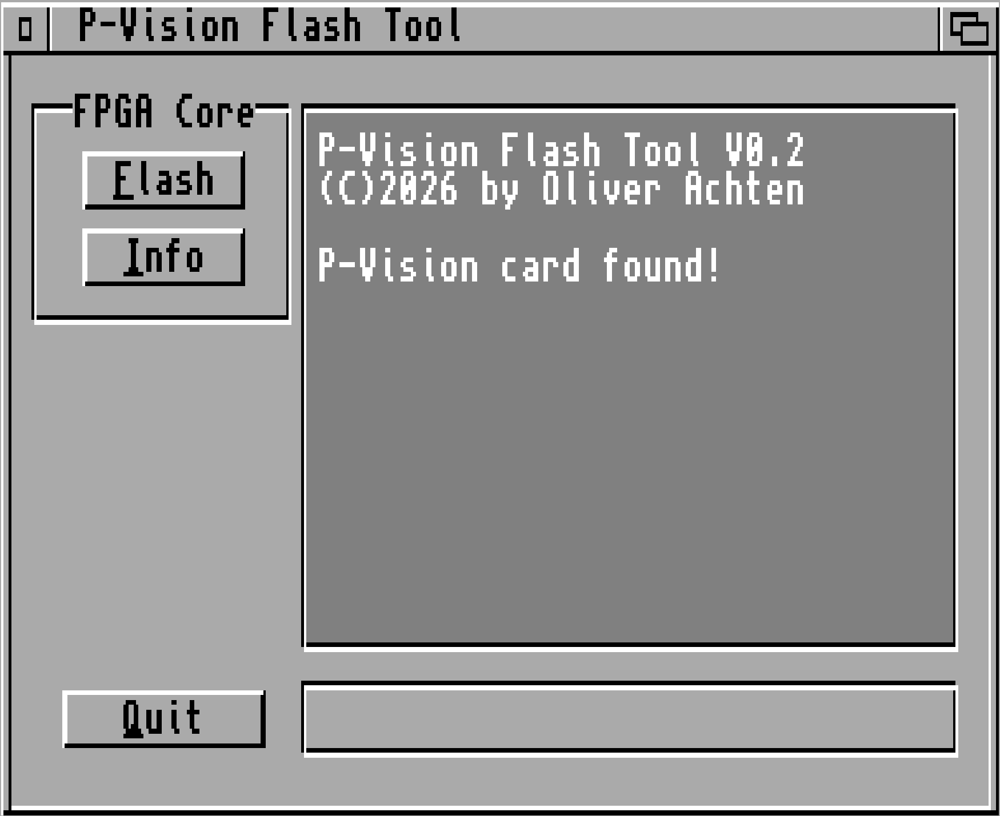 P-Vision Flash Tool
FPGA Core
Flash
Info
P-Vision Flash Tool V0.2
(C)2026 by Oliver Achten
P-Vision card found!
Quit